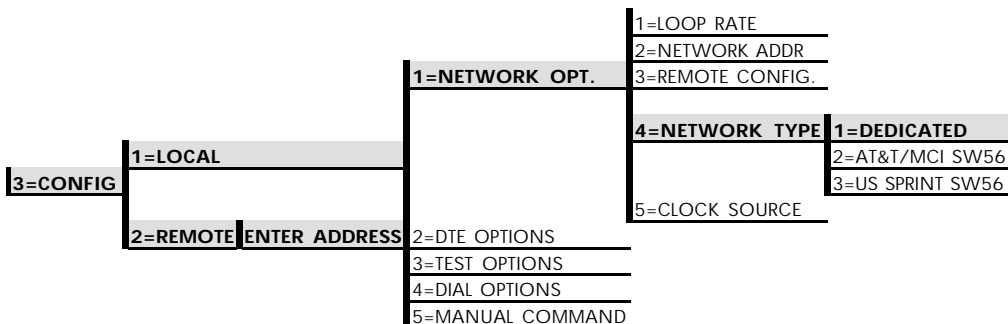 1=LOOP RATE
2=NETWORK ADDR
1=NETWORK OPT. 3=REMOTE CONFIG.
4=NETWORK TYPE 1=DEDICATED
1=LOCAL 2=AT&T/MCI SW56
3=CONFIG 3=US SPRINT SW56
5=CLOCK SOURCE
2=REMOTE ENTER ADDRESS 2=DTE OPTIONS
3=TEST OPTIONS
4=DIAL OPTIONS
5=MANUAL COMMAND